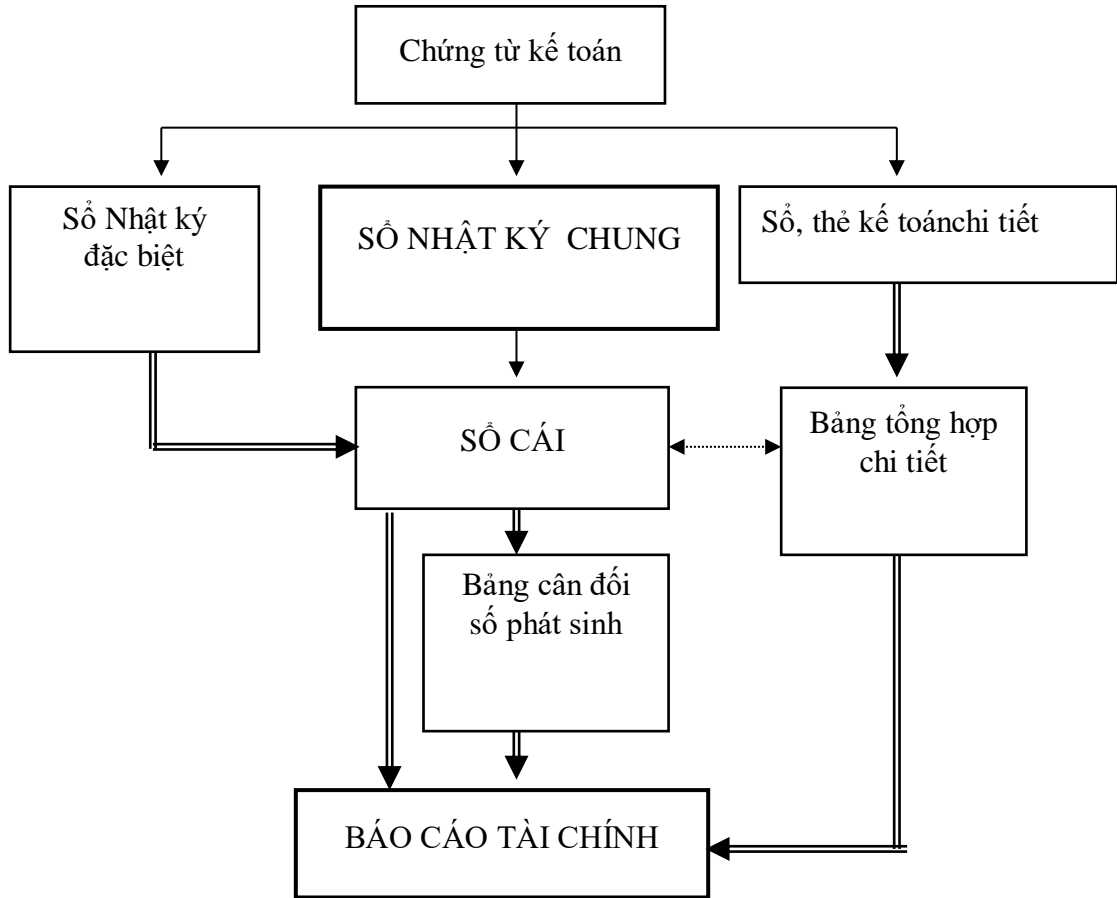 Chứng từ kế toán
Sổ Nhật ký
đặc biệt
SỔ NHẬT KÝ CHUNG
Sổ, thẻ kế toánchi tiết
SỔ CÁI
Bảng tổng hợp
chi tiết
Bảng cân đối
số phát sinh
BÁO CÁO TÀI CHÍNH